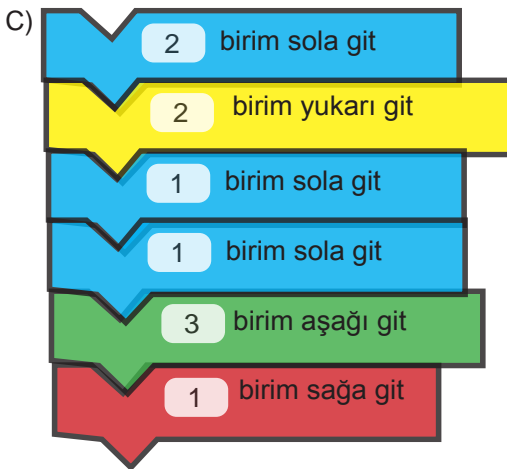 C)
2 birim sola git
2 birim yukarı git
1 birim sola git
1 birim sola git
3 birim aşağı git
1 birim sağa git